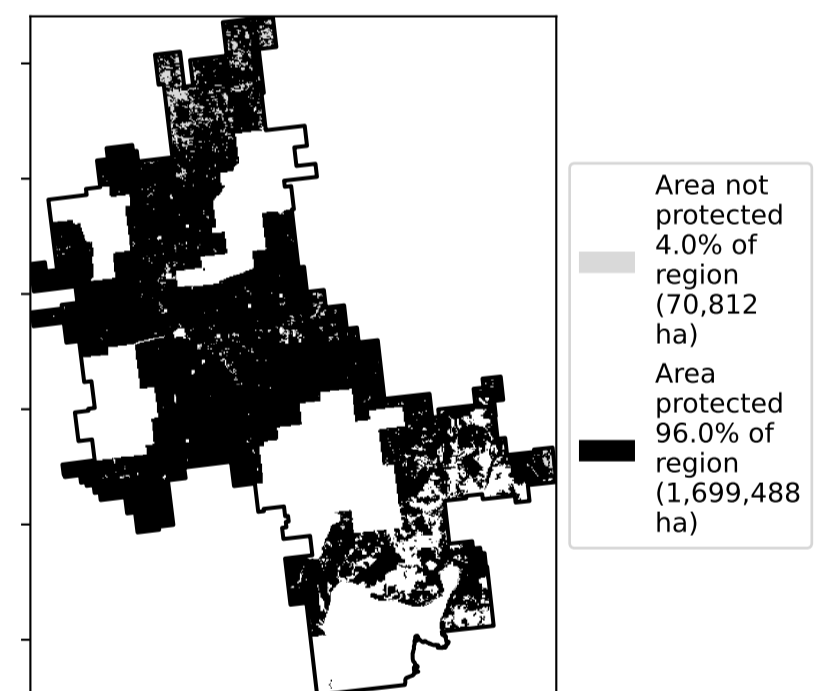 Area not
protected
4.0% of
region
(70,812
ha)
Area
protected
96.0% of
region
(1,699,488
ha)